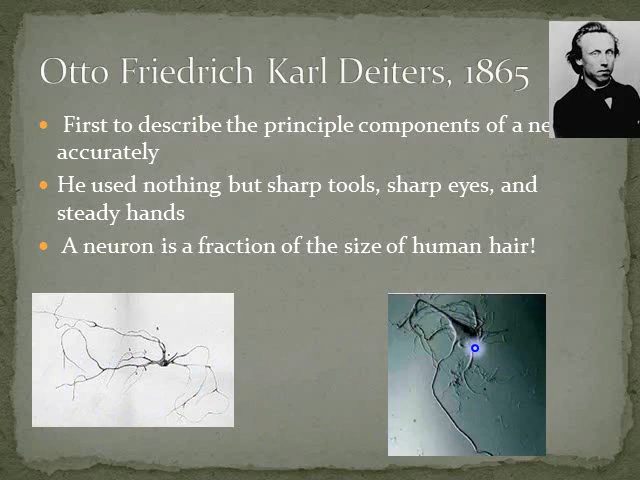 Otto Friedrich Karl Deiters, 1865
First to describe the principle components of a
accurately
He used nothing but sharp tools, sharp eyes, and
steady hands
A neuron is a fraction of the size of human hair!